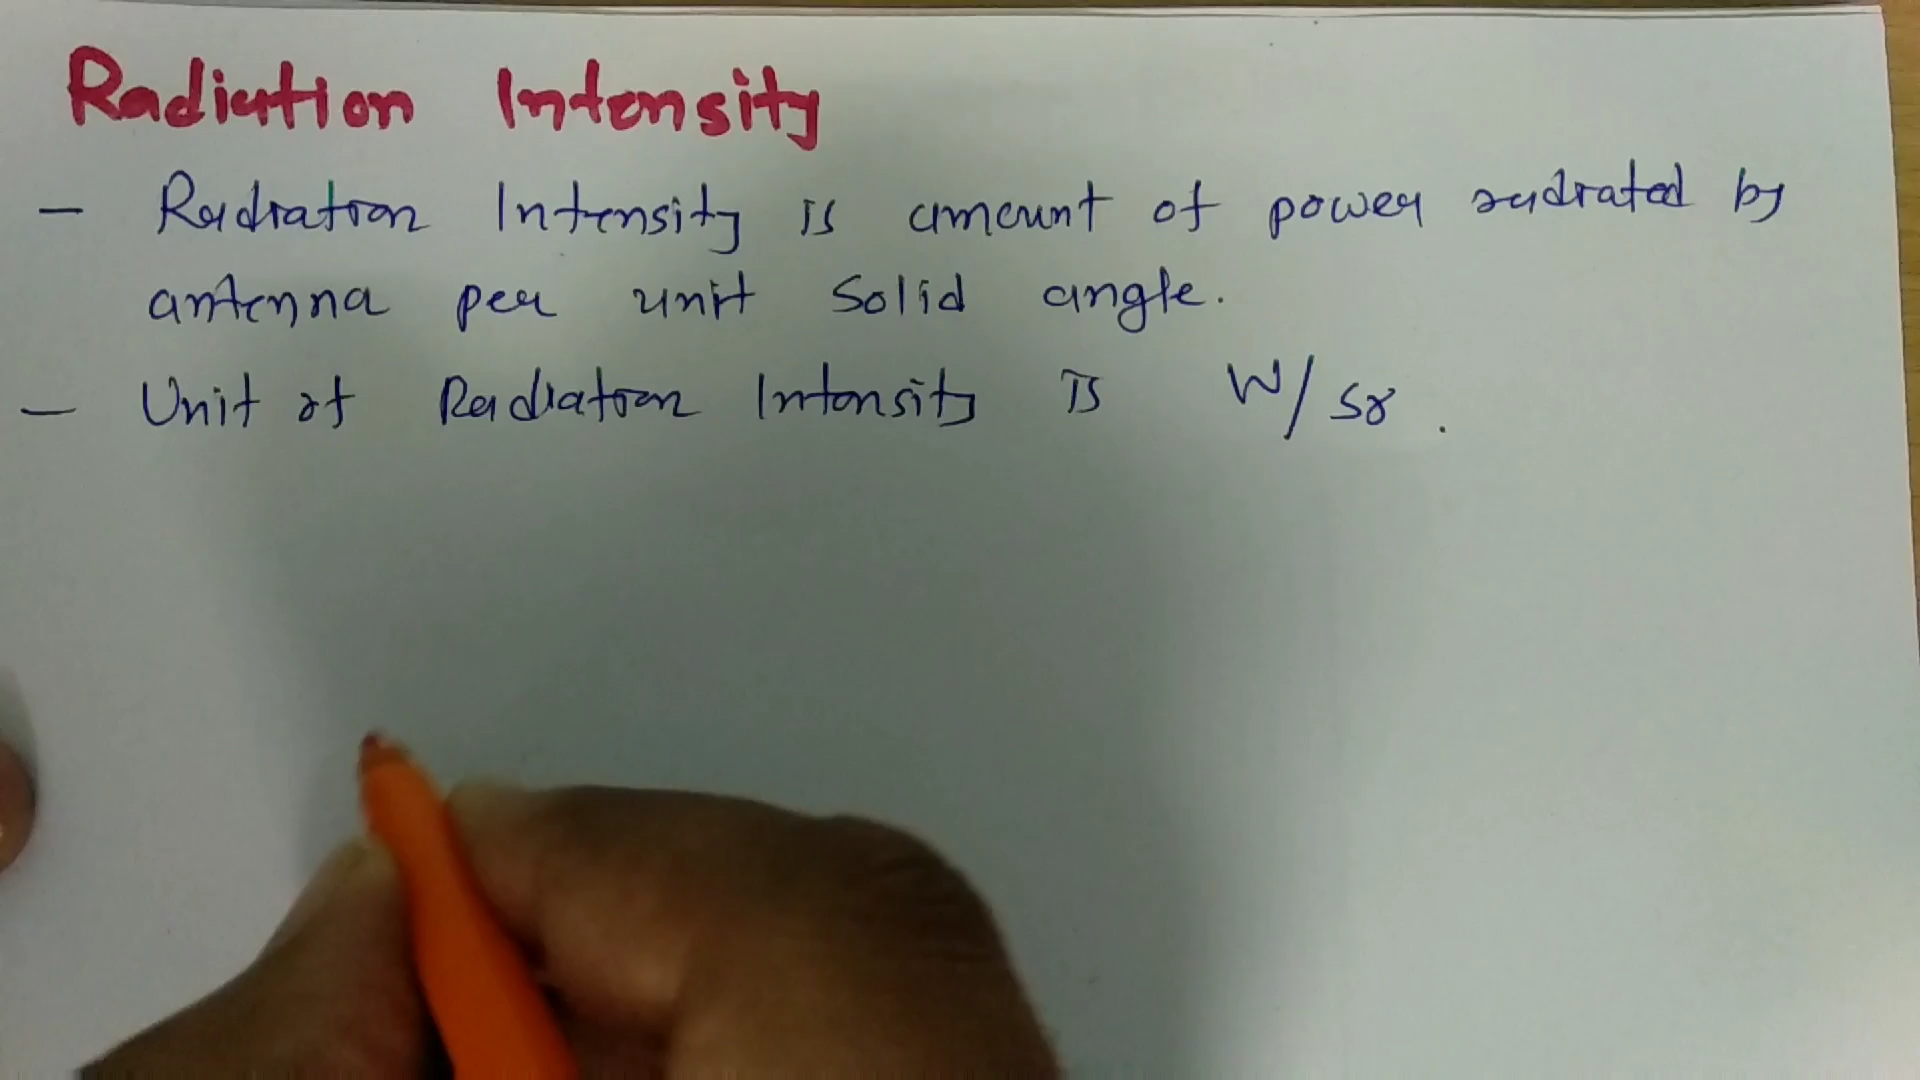 Radiation Intensity
- Radiation Intensity is amount of power radiated by
antenna per unit solid angle.
- Unit of Radiation Intensity is W/sr.